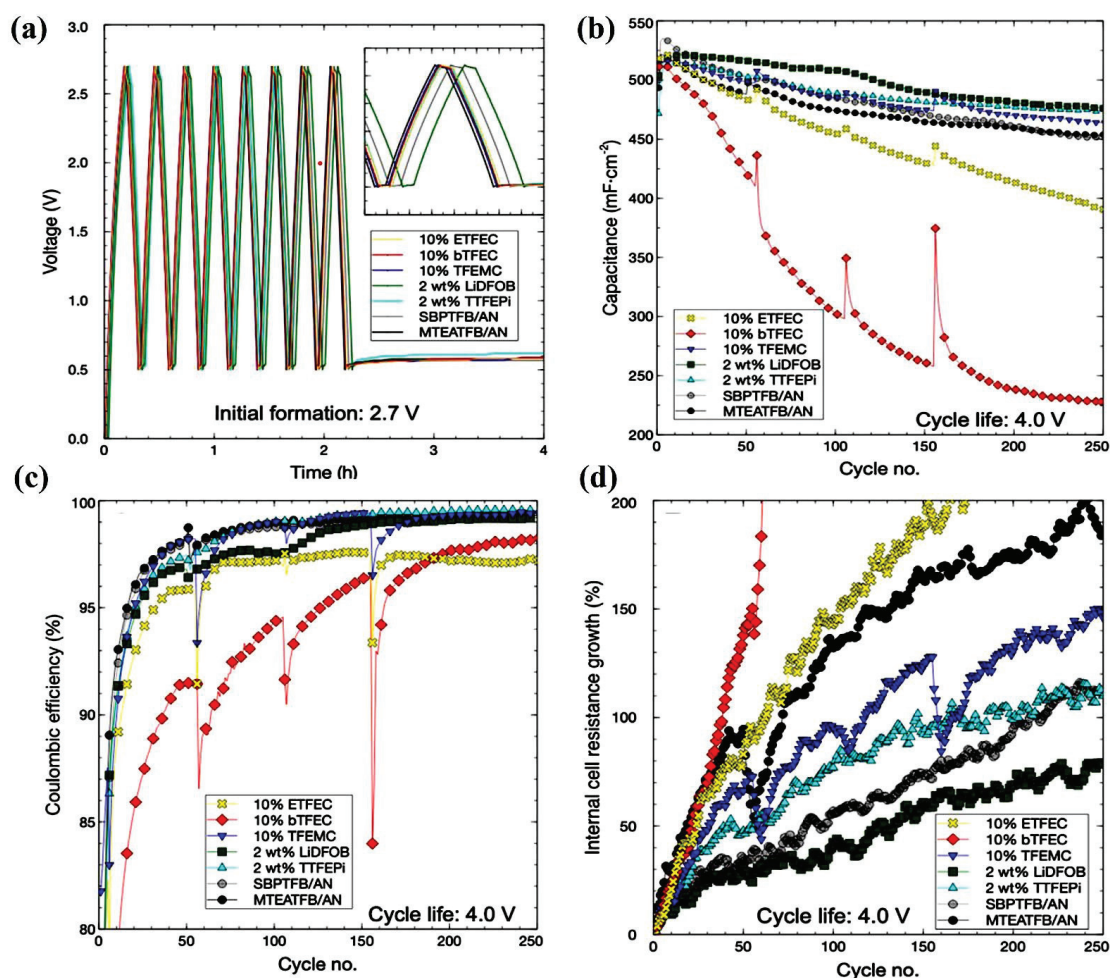 (a)
3.0
2.5
2.0
1.5
1.0
0.5
0.0
Voltage (V)
10% ETFEC
10% bTFEC
10% TFEMC
2 wt% LiDFOB
2 wt% TTFEPi
SBPTFB/AN
MTEATFB/AN
Initial formation: 2.7 V
0 1 2 3 4
Time (h)
(b)
550
500
450
400
350
300
250
200
Capacitance (mF·cm⁻²)
10% ETFEC
10% bTFEC
10% TFEMC
2 wt% LiDFOB
2 wt% TTFEPi
SBPTFB/AN
MTEATFB/AN
Cycle life: 4.0 V
0 50 100 150 200 250
Cycle no.
(c)
100
95
90
85
80
Coulombic efficiency (%)
10% ETFEC
10% bTFEC
10% TFEMC
2 wt% LiDFOB
2 wt% TTFEPi
SBPTFB/AN
MTEATFB/AN
Cycle life: 4.0 V
0 50 100 150 200 250
Cycle no.
(d)
200
150
100
50
0
Internal cell resistance growth (%)
10% ETFEC
10% bTFEC
10% TFEMC
2 wt% LiDFOB
2 wt% TTFEPi
SBPTFB/AN
MTEATFB/AN
Cycle life: 4.0 V
0 50 100 150 200 250
Cycle no.